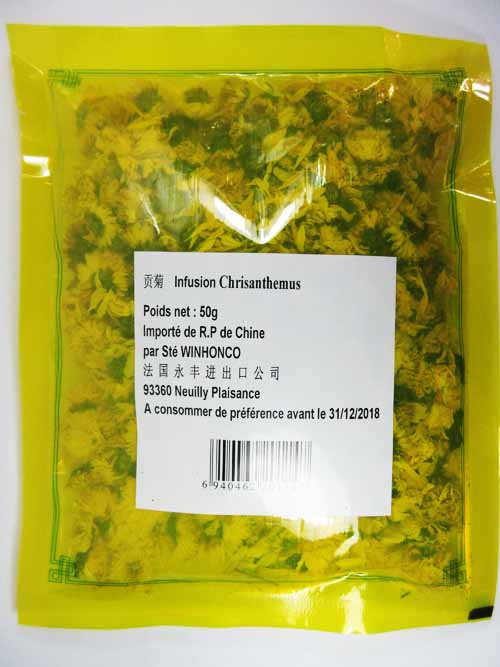 贡菊 Infusion Chrisanthemus
Poids net : 50g
Importé de R.P de Chine
par Sté WINHONCO
法国永丰进出口公司
93360 Neuilly Plaisance
A consommer de préférence avant le 31/12/2018